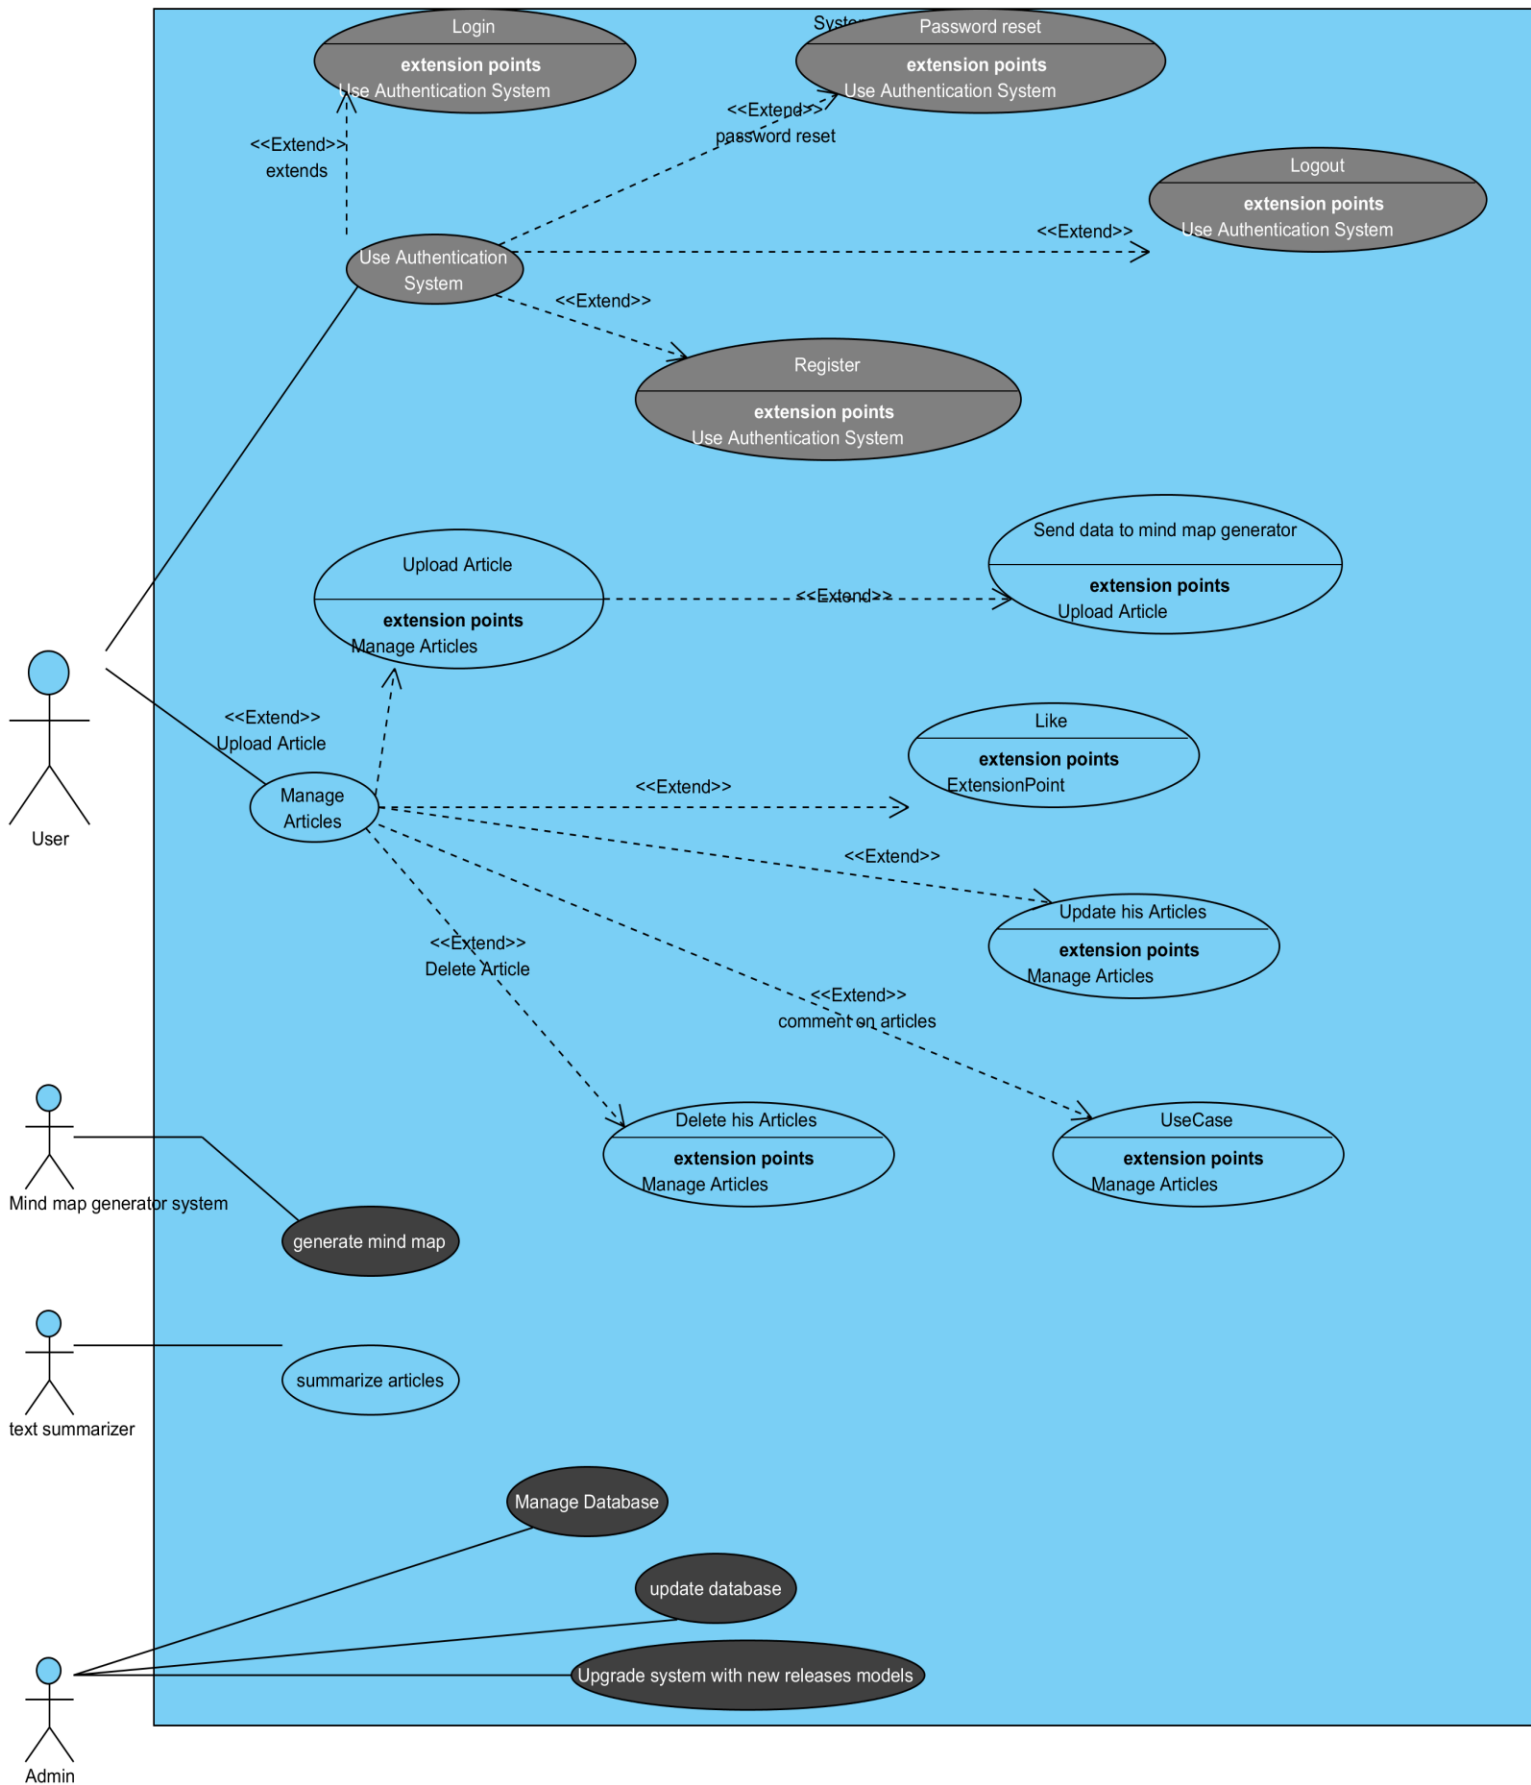 Login
extension points
Use Authentication System
Syste
Password reset
extension points
Use Authentication System
<<Extend>>
password reset
<<Extend>>
extends
Logout
extension points
Use Authentication System
<<Extend>>
Use Authentication
System
<<Extend>>
Register
extension points
Use Authentication System
Upload Article
extension points
Manage Articles
<<Extend>>
Send data to mind map generator
extension points
Upload Article
<<Extend>>
Upload Article
Like
extension points
ExtensionPoint
<<Extend>>
Manage
Articles
User
<<Extend>>
Update his Articles
extension points
Manage Articles
<<Extend>>
Delete Article
<<Extend>>
comment on articles
Delete his Articles
extension points
Manage Articles
UseCase
extension points
Manage Articles
Mind map generator system
generate mind map
summarize articles
text summarizer
Manage Database
update database
Upgrade system with new releases models
Admin